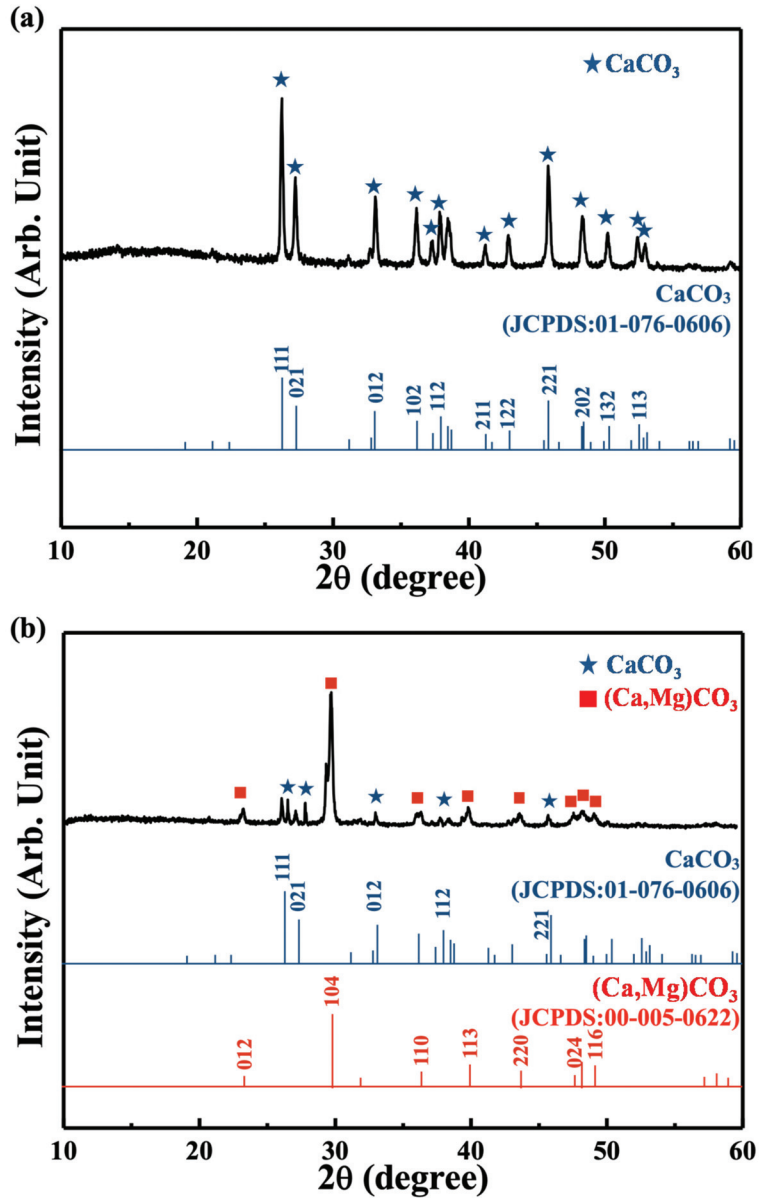 (a)
Intensity (Arb. Unit)
★ CaCO₃
CaCO₃
(JCPDS:01-076-0606)
111
021
012
102
112
211
122
221
202
132
113
10 20 30 40 50 60
2θ (degree)
(b)
Intensity (Arb. Unit)
★ CaCO₃
■ (Ca,Mg)CO₃
CaCO₃
(JCPDS:01-076-0606)
111
021
012
112
221
(Ca,Mg)CO₃
(JCPDS:00-005-0622)
012
104
110
113
220
024
116
10 20 30 40 50 60
2θ (degree)